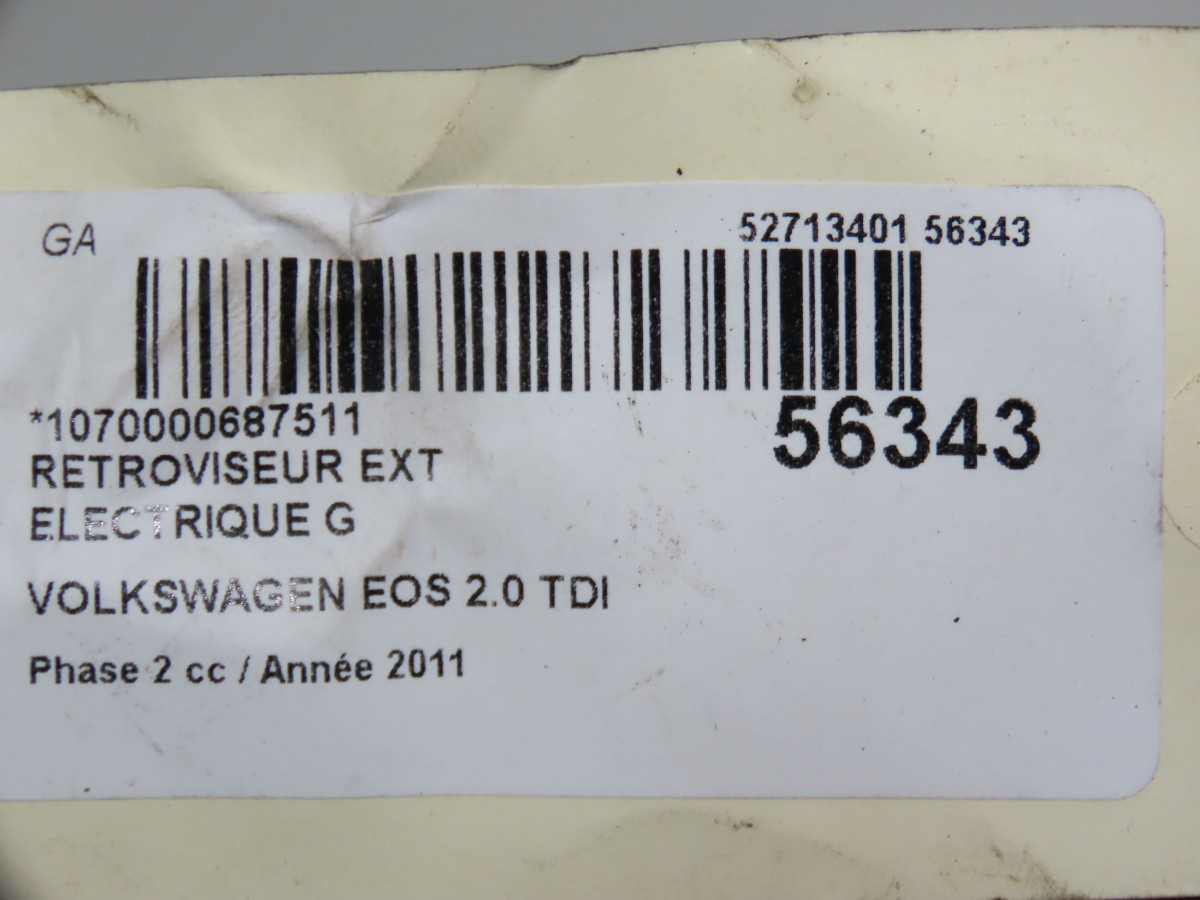 GA
52713401 56343
*1070000687511
56343
RETROVISEUR EXT
ELECTRIQUE G
VOLKSWAGEN EOS 2.0 TDI
Phase 2 cc / Année 2011